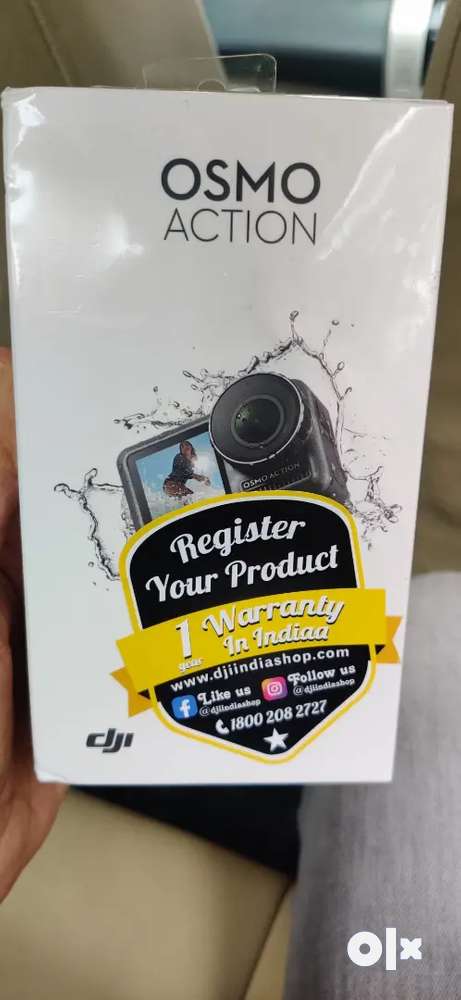 OSMO
ACTION
OSMO ACTION
Register
Your Product
1 Warranty
year In Indiaa
www.djiindiashop.com
Like us
@djiindiashop
Follow us
@djiindiashop
1800 208 2727
dji
olx